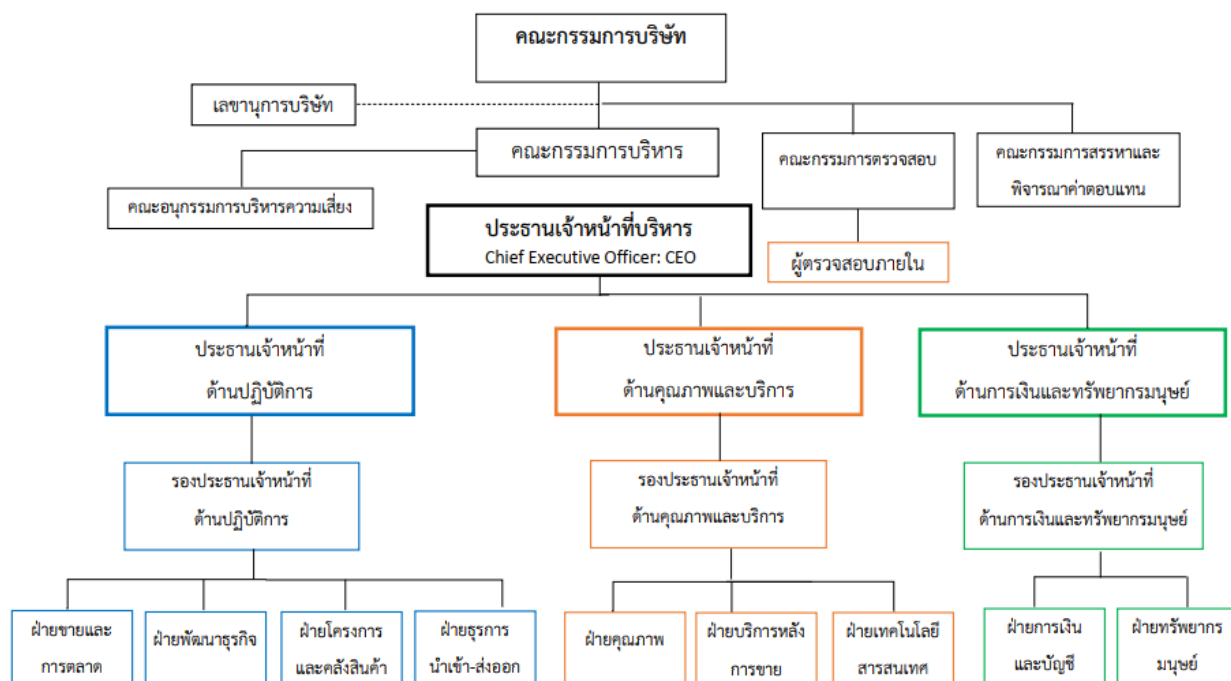 คณะกรรมการบริษัท
เลขานุการบริษัท
คณะกรรมการบริหาร
คณะกรรมการตรวจสอบ
คณะกรรมการสรรหาและ
พิจารณาค่าตอบแทน
คณะอนุกรรมการบริหารความเสี่ยง
ประธานเจ้าหน้าที่บริหาร
Chief Executive Officer: CEO
ผู้ตรวจสอบภายใน
ประธานเจ้าหน้าที่
ด้านปฏิบัติการ
ประธานเจ้าหน้าที่
ด้านคุณภาพและบริการ
ประธานเจ้าหน้าที่
ด้านการเงินและทรัพยากรมนุษย์
รองประธานเจ้าหน้าที่
ด้านปฏิบัติการ
รองประธานเจ้าหน้าที่
ด้านคุณภาพและบริการ
รองประธานเจ้าหน้าที่
ด้านการเงินและทรัพยากรมนุษย์
ฝ่ายขายและ
การตลาด
ฝ่ายพัฒนาธุรกิจ
ฝ่ายโครงการ
และคลังสินค้า
ฝ่ายธุรการ
นำเข้า-ส่งออก
ฝ่ายคุณภาพ
ฝ่ายบริการหลัง
การขาย
ฝ่ายเทคโนโลยี
สารสนเทศ
ฝ่ายการเงิน
และบัญชี
ฝ่ายทรัพยากร
มนุษย์